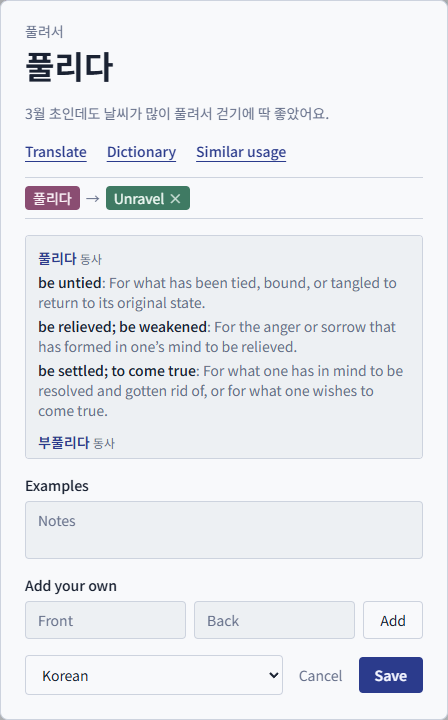 풀려서
풀리다
3월 초인데도 날씨가 많이 풀려서 걷기에 딱 좋았어요.
Translate Dictionary Similar usage
풀리다 → Unravel ×
풀리다 동사
be untied: For what has been tied, bound, or tangled to
return to its original state.
be relieved; be weakened: For the anger or sorrow that
has formed in one’s mind to be relieved.
be settled; to come true: For what one has in mind to be
resolved and gotten rid of, or for what one wishes to
come true.
부풀리다 동사
Examples
Notes
Add your own
Front Back Add
Korean Cancel Save